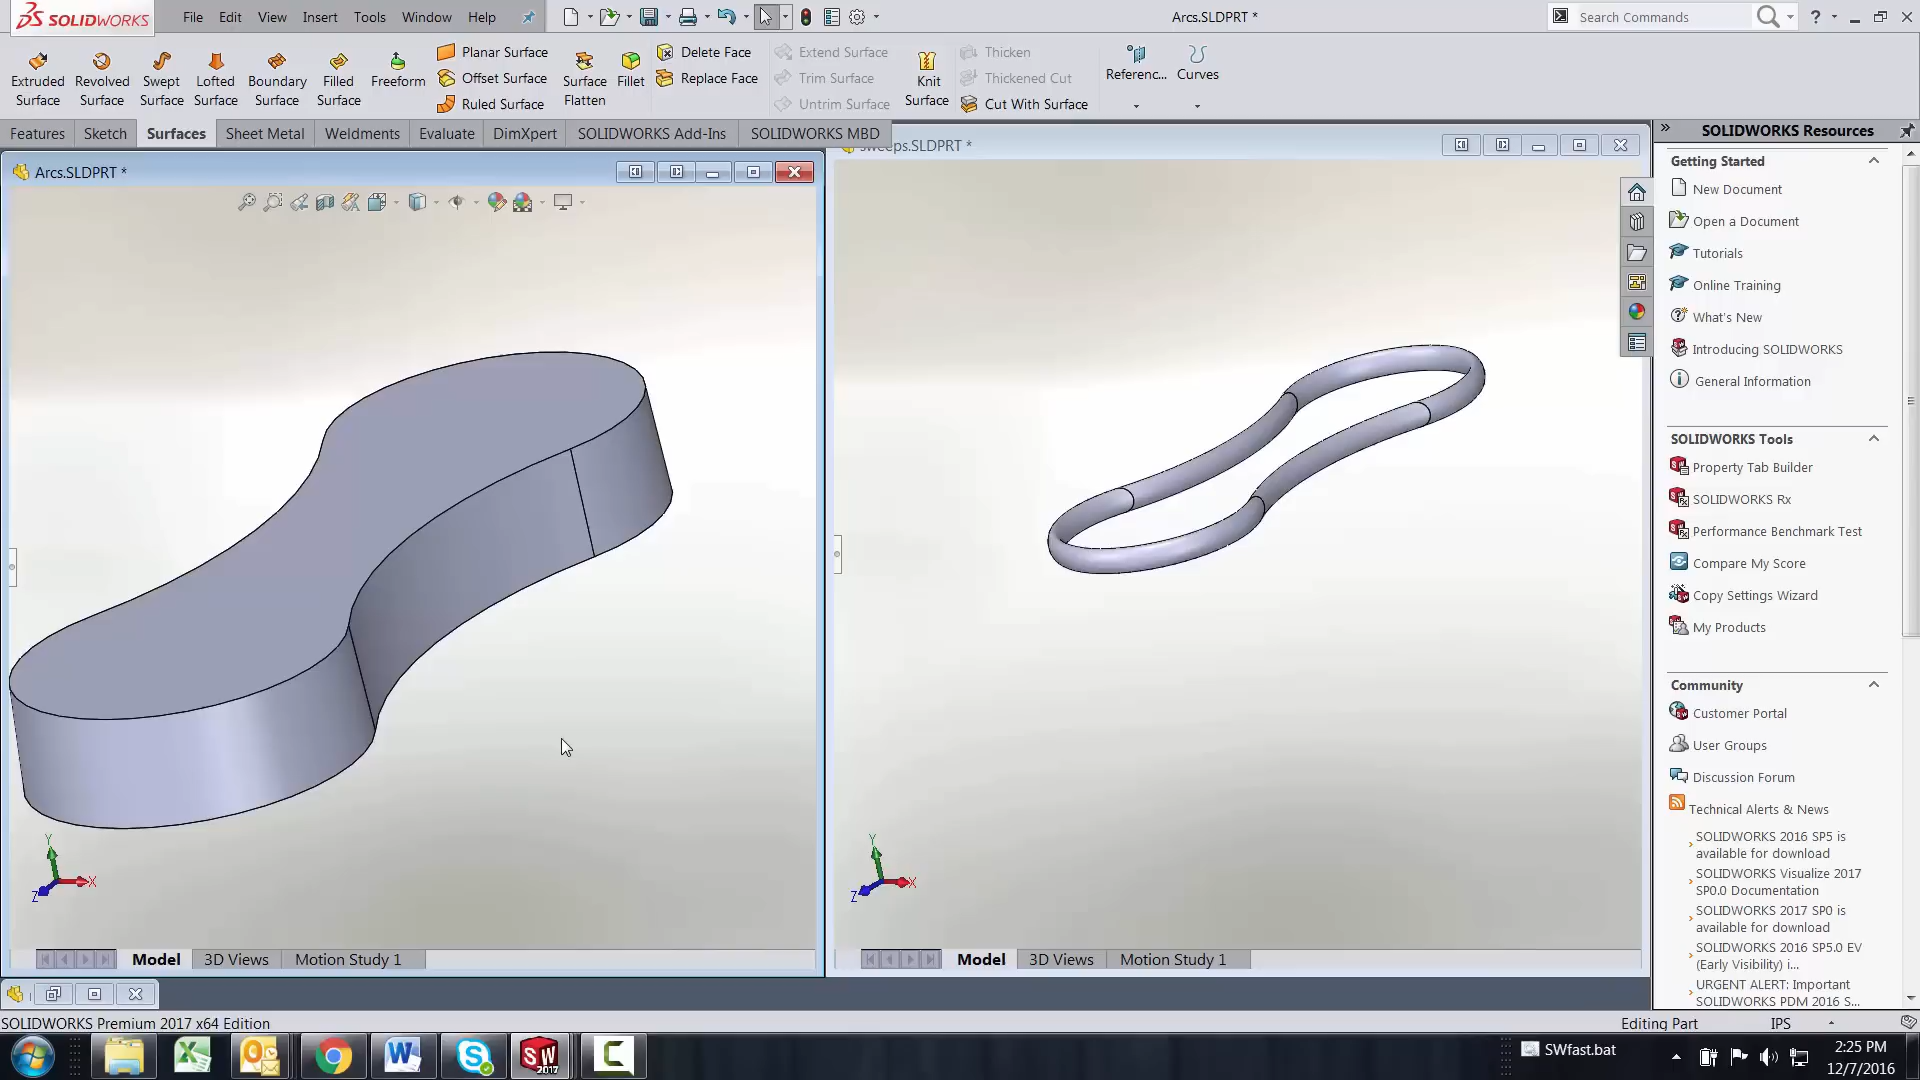 SOLIDWORKS
File Edit View Insert Tools Window Help
Arcs.SLDPRT *
Search Commands
Extruded Surface
Revolved Surface
Swept Surface
Lofted Surface
Boundary Surface
Filled Surface
Freeform
Planar Surface
Offset Surface
Ruled Surface
Surface Flatten
Fillet
Delete Face
Replace Face
Extend Surface
Trim Surface
Untrim Surface
Knit Surface
Thicken
Thickened Cut
Cut With Surface
Referenc...
Curves
Features Sketch Surfaces Sheet Metal Weldments Evaluate DimXpert SOLIDWORKS Add-Ins SOLIDWORKS MBD
Arcs.SLDPRT *
sweeps.SLDPRT *
Y
X
Z
Y
X
Z
Model 3D Views Motion Study 1
Model 3D Views Motion Study 1
SOLIDWORKS Resources
Getting Started
New Document
Open a Document
Tutorials
Online Training
What's New
Introducing SOLIDWORKS
General Information
SOLIDWORKS Tools
Property Tab Builder
SOLIDWORKS Rx
Performance Benchmark Test
Compare My Score
Copy Settings Wizard
My Products
Community
Customer Portal
User Groups
Discussion Forum
Technical Alerts & News
SOLIDWORKS 2016 SP5 is
available for download
SOLIDWORKS Visualize 2017
SP0.0 Documentation
SOLIDWORKS 2017 SP0 is
available for download
SOLIDWORKS 2016 SP5.0 EV
(Early Visibility) i...
URGENT ALERT: Important
SOLIDWORKS PDM 2016 S...
SOLIDWORKS Premium 2017 x64 Edition
Editing Part
IPS
SW
2017
SWfast.bat
2:25 PM
12/7/2016